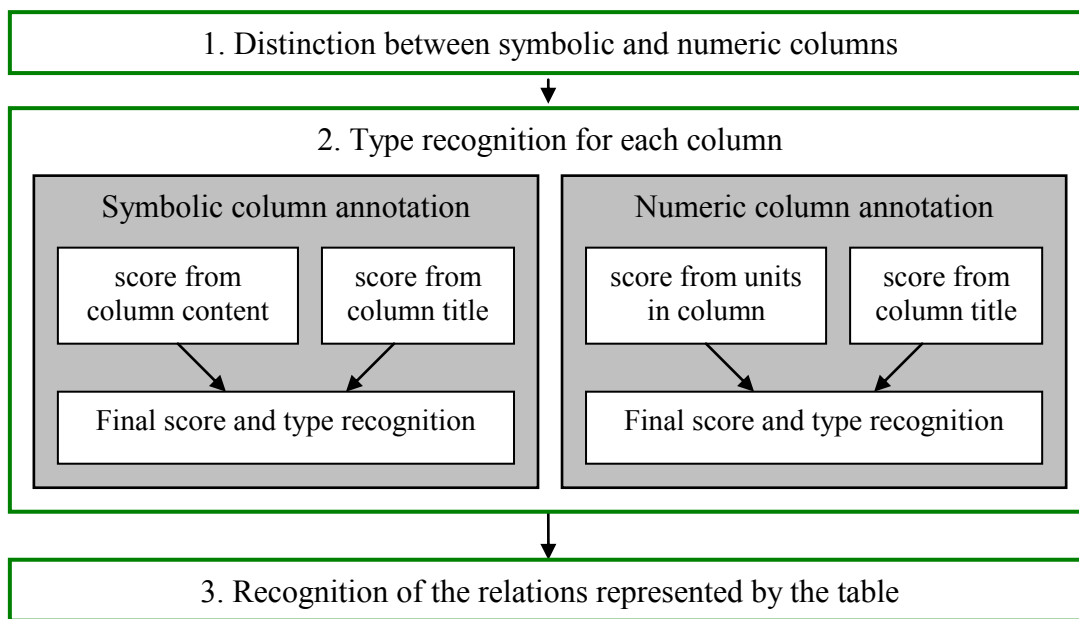 1. Distinction between symbolic and numeric columns
2. Type recognition for each column
Symbolic column annotation
score from
column content
score from
column title
Final score and type recognition
Numeric column annotation
score from units
in column
score from
column title
Final score and type recognition
3. Recognition of the relations represented by the table